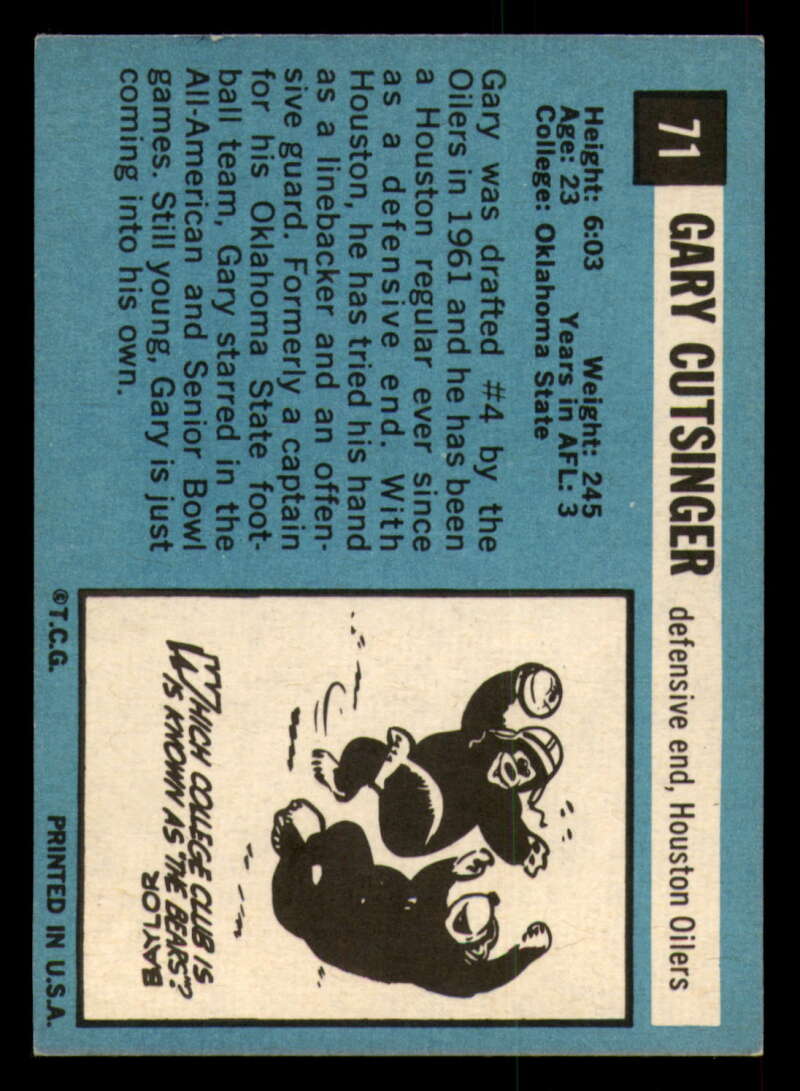 71
GARY CUTSINGER defensive end, Houston Oilers
Height: 6:03 Weight: 245
Age: 23 Years in AFL: 3
College: Oklahoma State
Gary was drafted #4 by the
Oilers in 1961 and he has been
a Houston regular ever since
as a defensive end. With
Houston, he has tried his hand
as a linebacker and an offen-
sive guard. Formerly a captain
for his Oklahoma State foot-
ball team, Gary starred in the
All-American and Senior Bowl
games. Still young, Gary is just
coming into his own.
WHICH COLLEGE CLUB IS
IS KNOWN AS "THE BEARS"?
BAYLOR
©T.C.G. PRINTED IN U.S.A.